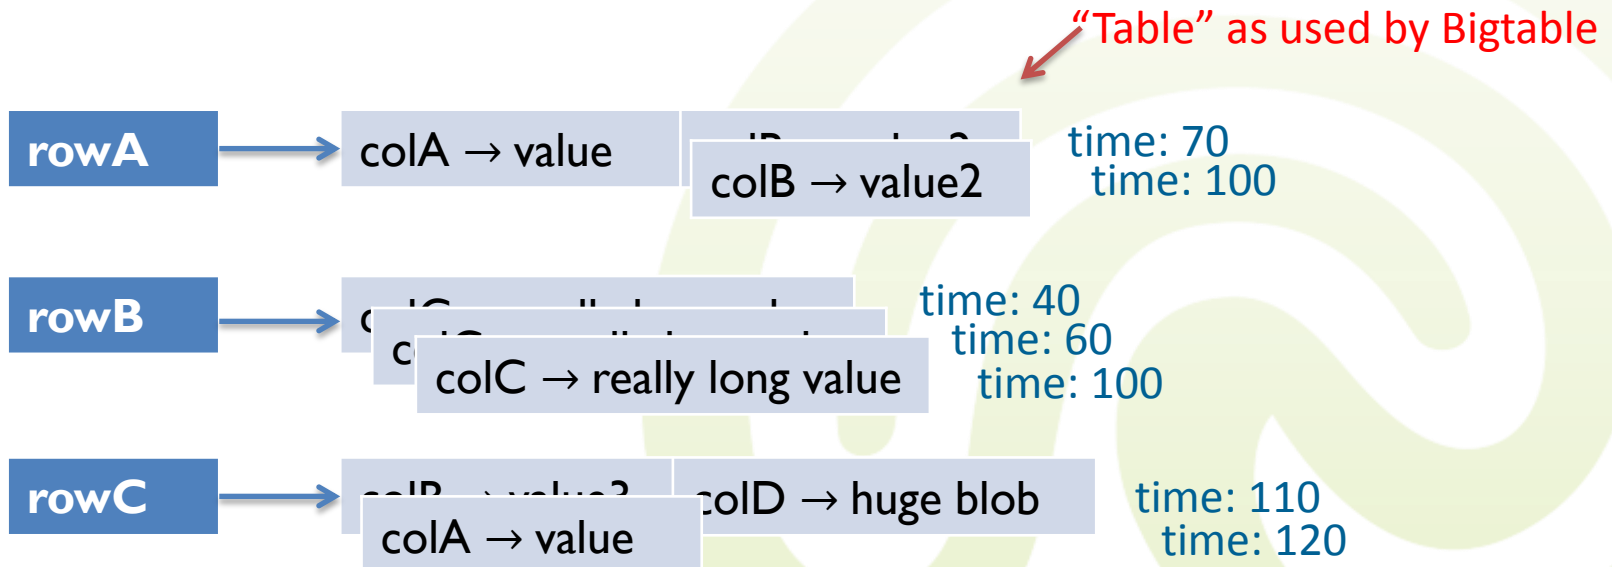 “Table” as used by Bigtable
rowA
colA → value
time: 70
colB → value2
time: 100
rowB
time: 40
time: 60
colC → really long value
time: 100
rowC
colD → huge blob
time: 110
colA → value
time: 120